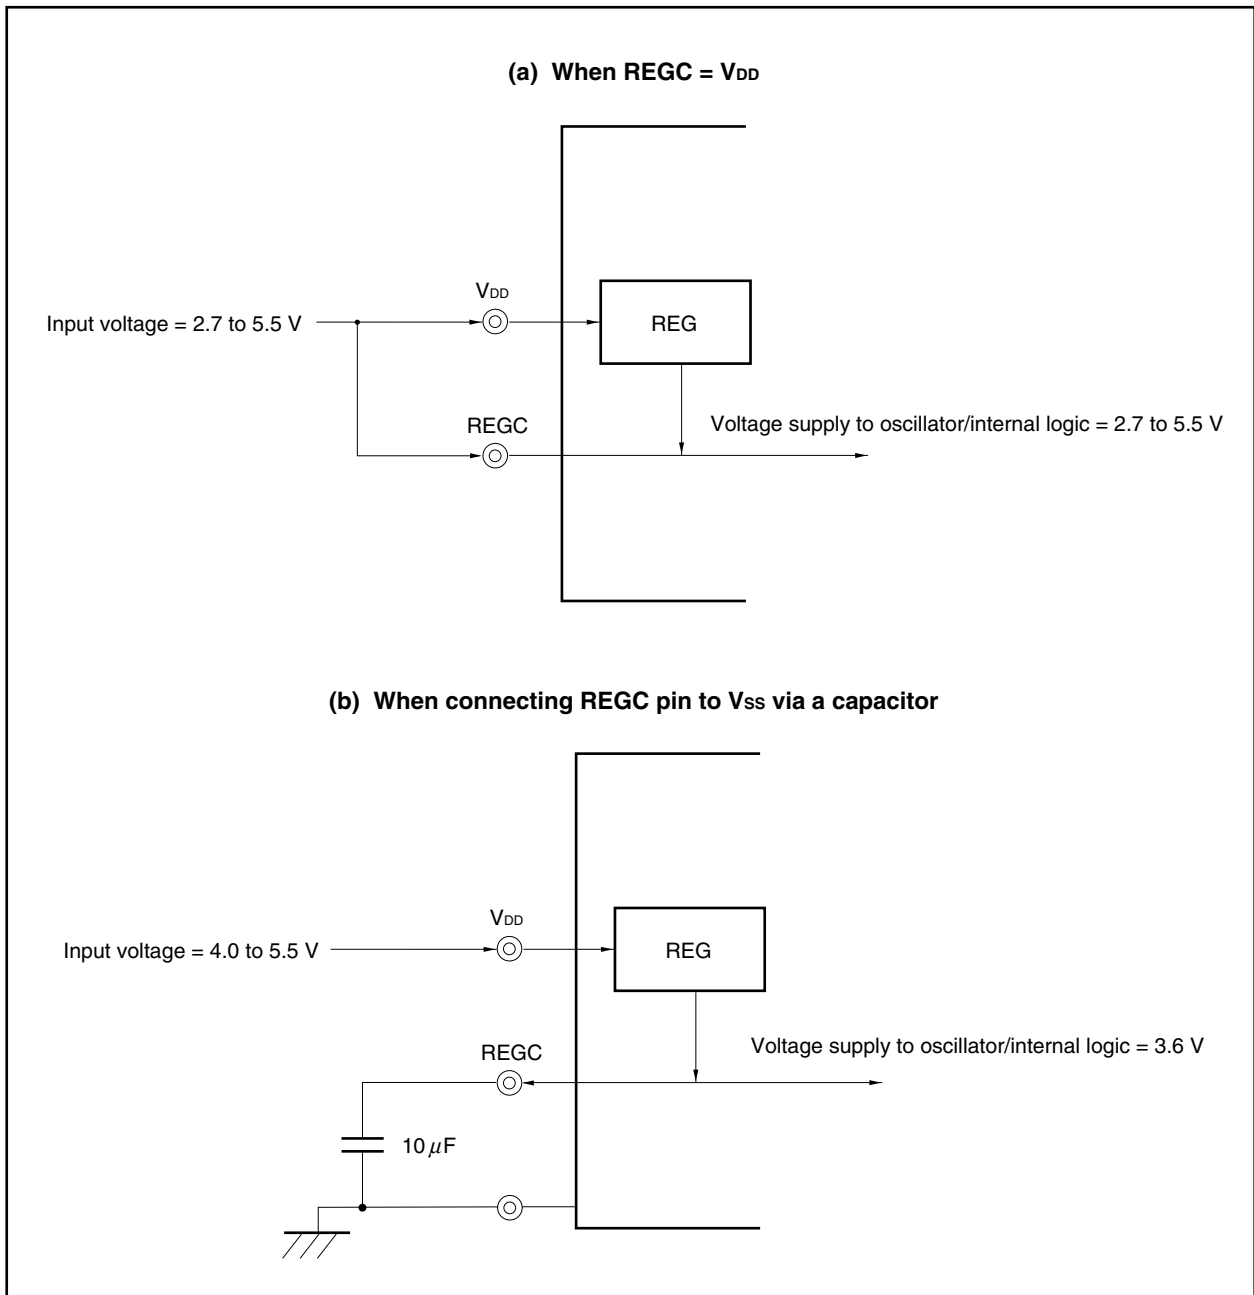 (a) When REGC = VDD
VDD
Input voltage = 2.7 to 5.5 V
REG
REGC
Voltage supply to oscillator/internal logic = 2.7 to 5.5 V
(b) When connecting REGC pin to VSS via a capacitor
VDD
Input voltage = 4.0 to 5.5 V
REG
REGC
Voltage supply to oscillator/internal logic = 3.6 V
10 μF